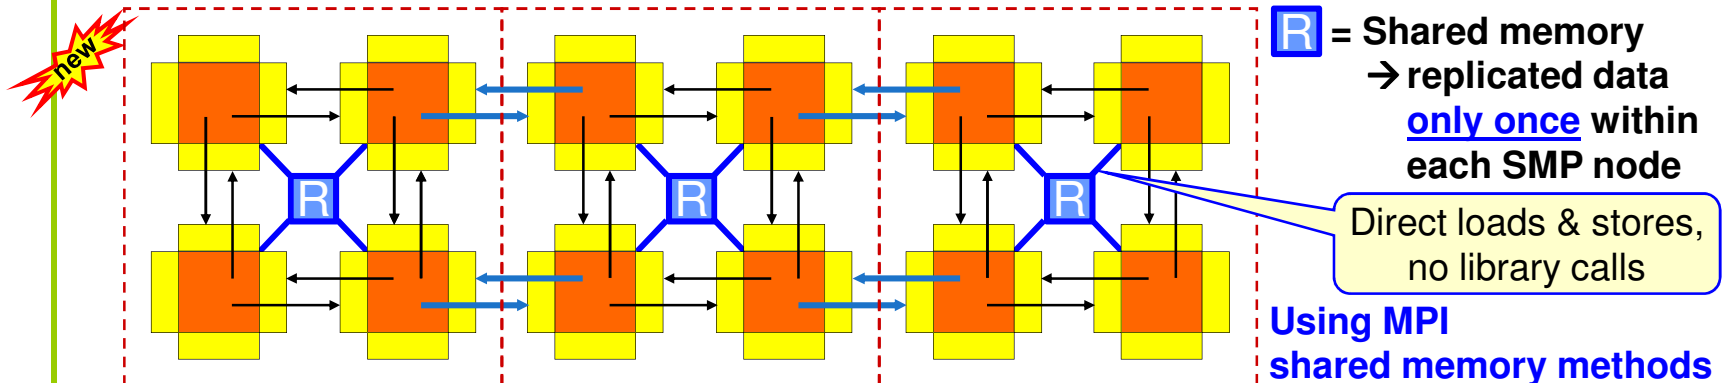 new
R = Shared memory
→ replicated data
only once within
each SMP node
R
R
R
Direct loads & stores,
no library calls
Using MPI
shared memory methods